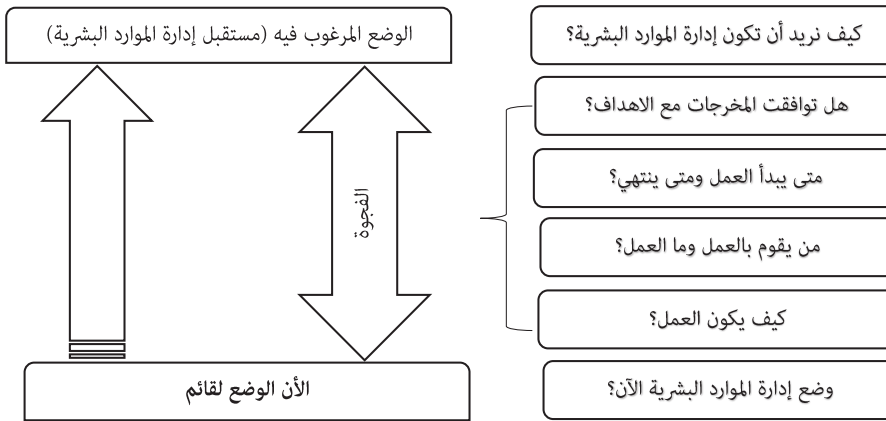 كيف نريد أن تكون إدارة الموارد البشرية؟
الوضع المرغوب فيه (مستقبل إدارة الموارد البشرية)
هل توافقت المخرجات مع الاهداف؟
متى يبدأ العمل ومتى ينتهي؟
من يقوم بالعمل وما العمل؟
كيف يكون العمل؟
الفجوة
وضع إدارة الموارد البشرية الآن؟
الأن الوضع لقائم